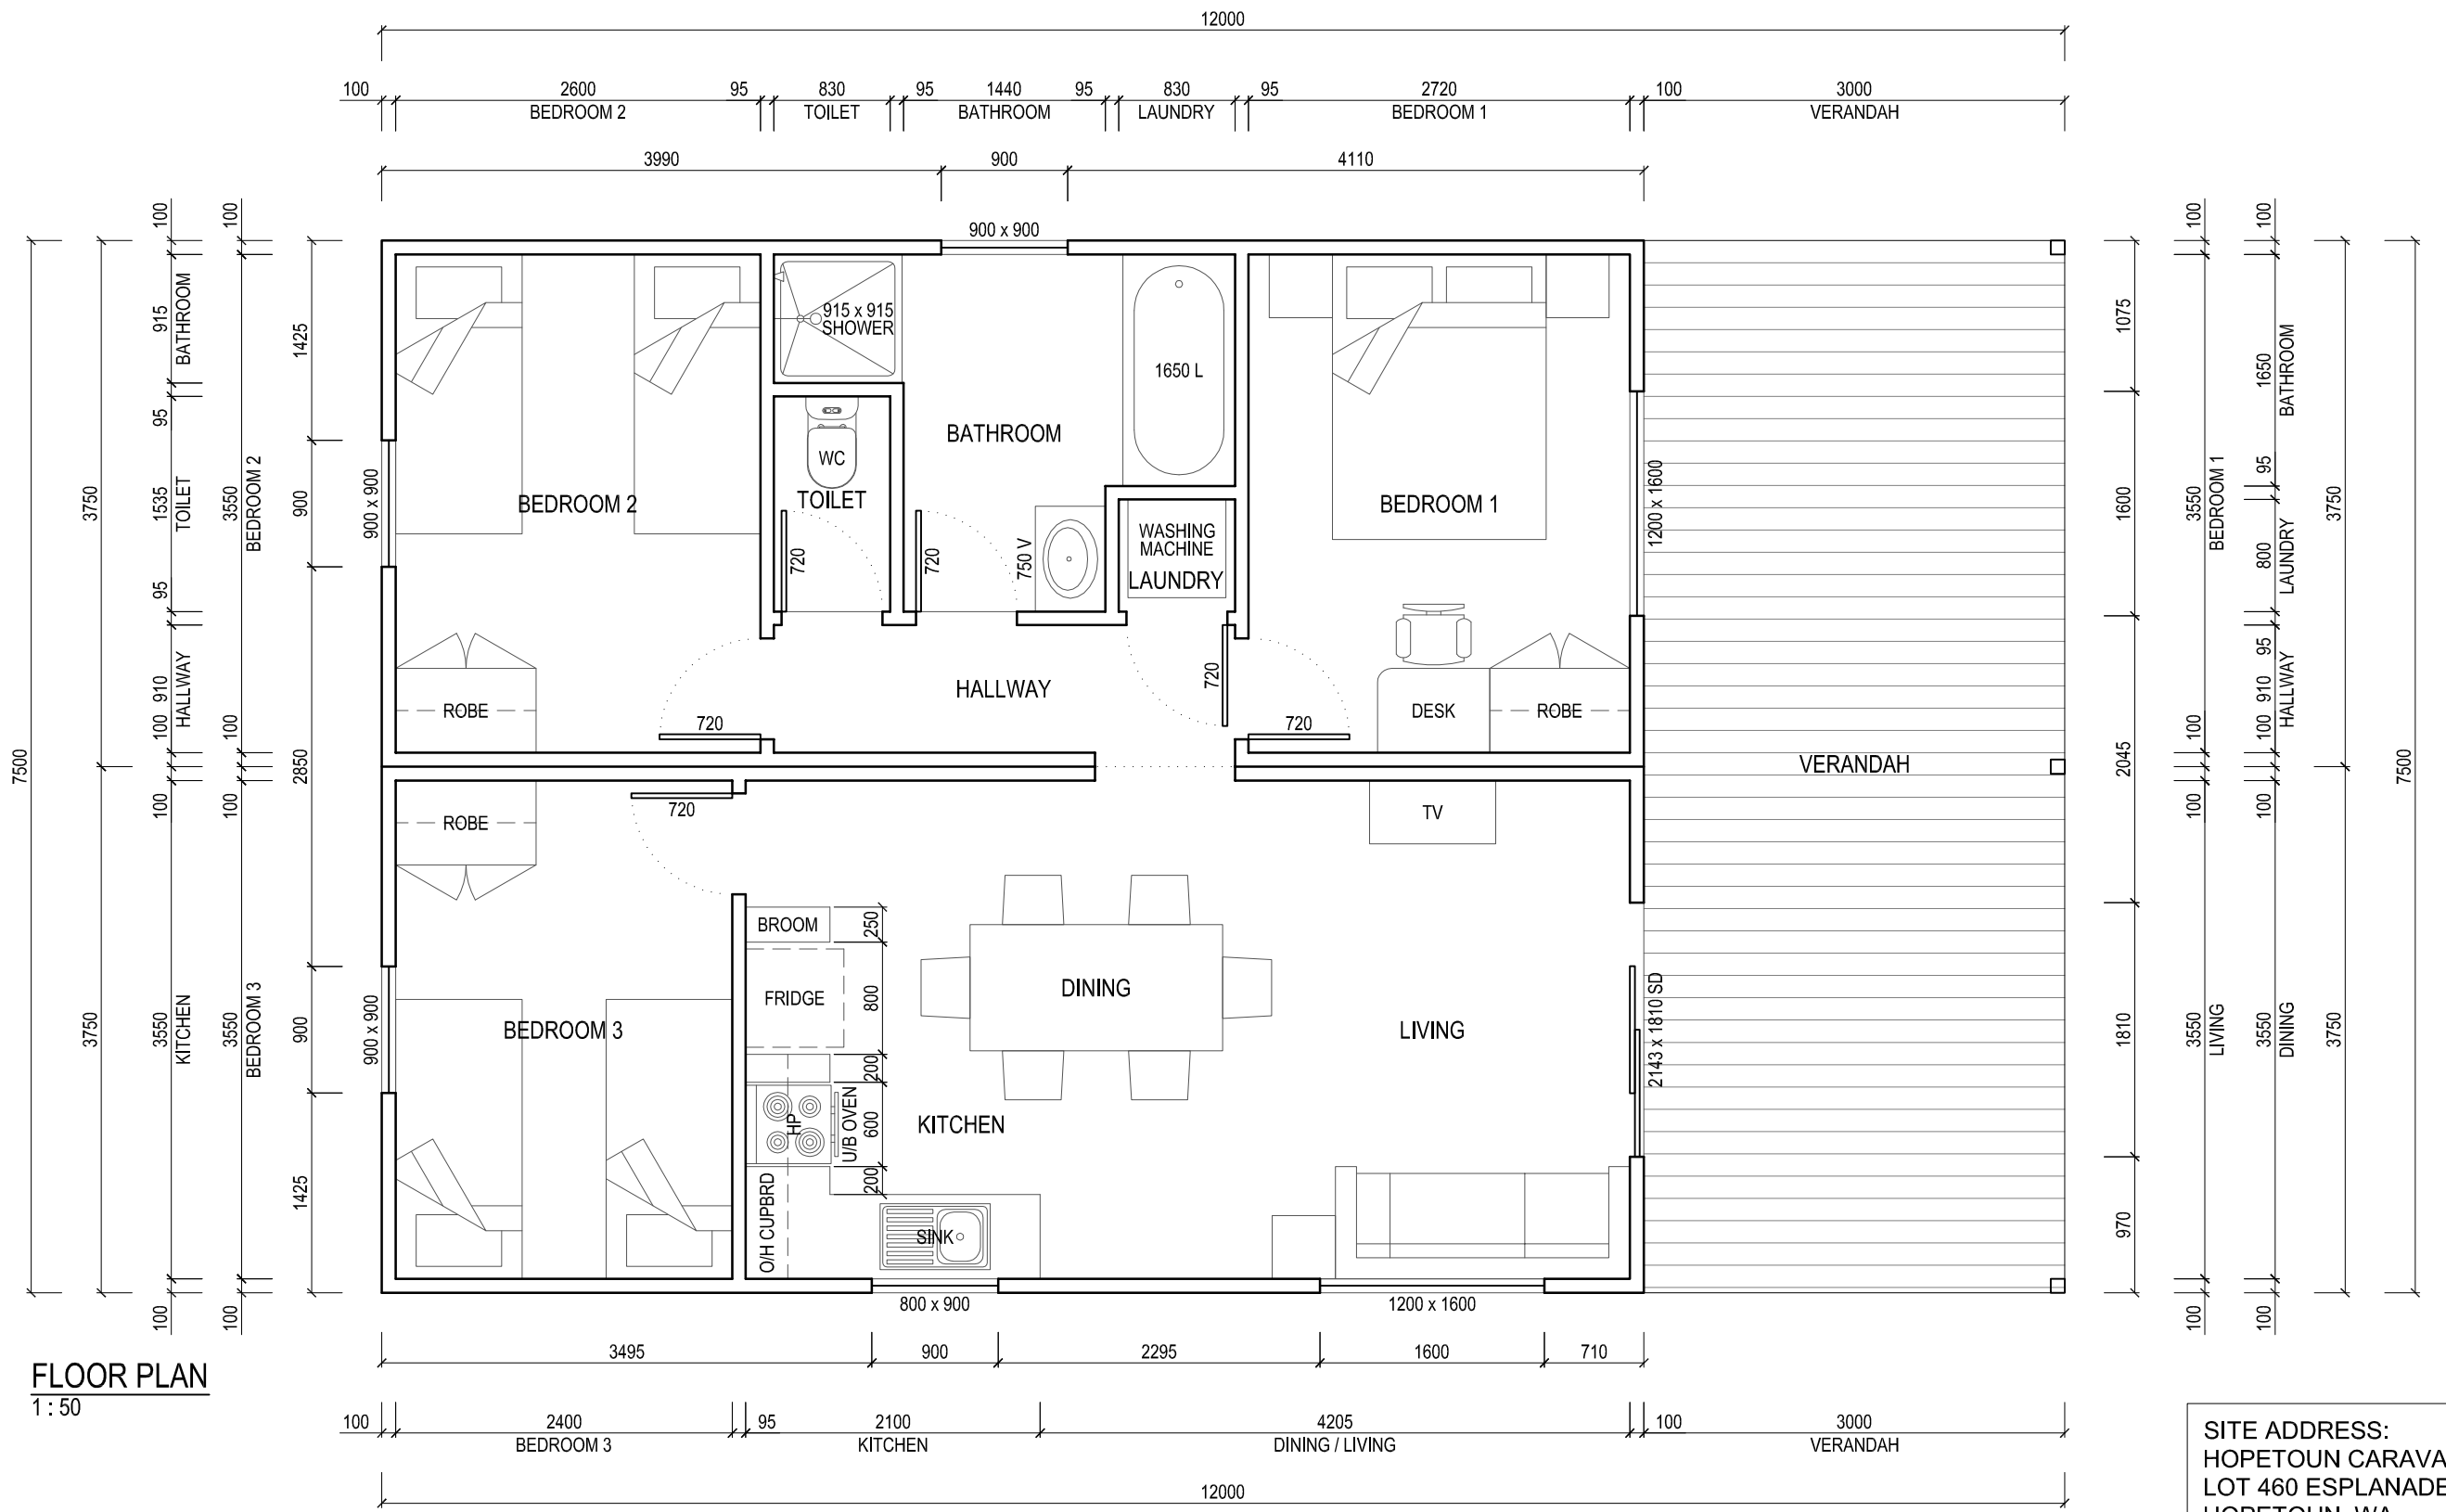 12000
100 2600 95 830 95 1440 95 830 95 2720 100 3000
BEDROOM 2 TOILET BATHROOM LAUNDRY BEDROOM 1 VERANDAH
3990 900 4110
7500
3750 3750
100 915 95 1535 95 910 100 100 3550 100
BATHROOM TOILET HALLWAY KITCHEN
100 3550 100 100 3550 100
BEDROOM 2 BEDROOM 3
1425 900 2850 900 1425
900 x 900
900 x 900
900 x 900
915 x 915
SHOWER
1650 L
BATHROOM
WC
TOILET
BEDROOM 2
BEDROOM 1
1200 x 1600
WASHING
MACHINE
LAUNDRY
720
720
750 V
HALLWAY
720
ROBE
720
720
DESK
ROBE
VERANDAH
ROBE
720
TV
BROOM
250
FRIDGE
800
DINING
BEDROOM 3
LIVING
2143 x 1810 SD
200
HP
U/B OVEN
600
KITCHEN
200
O/H CUPBRD
SINK
800 x 900
1200 x 1600
1075 1600 2045 1810 970
100 3550 100 100 3550 100
BEDROOM 1 LIVING
100 1650 95 800 95 910 100 100 3550 100
BATHROOM LAUNDRY HALLWAY DINING
3750 3750
7500
3495 900 2295 1600 710
FLOOR PLAN
1 : 50
100 2400 95 2100 4205 100 3000
BEDROOM 3 KITCHEN DINING / LIVING VERANDAH
12000
SITE ADDRESS:
HOPETOUN CARAVA
LOT 460 ESPLANADE
HOPETOUN, WA